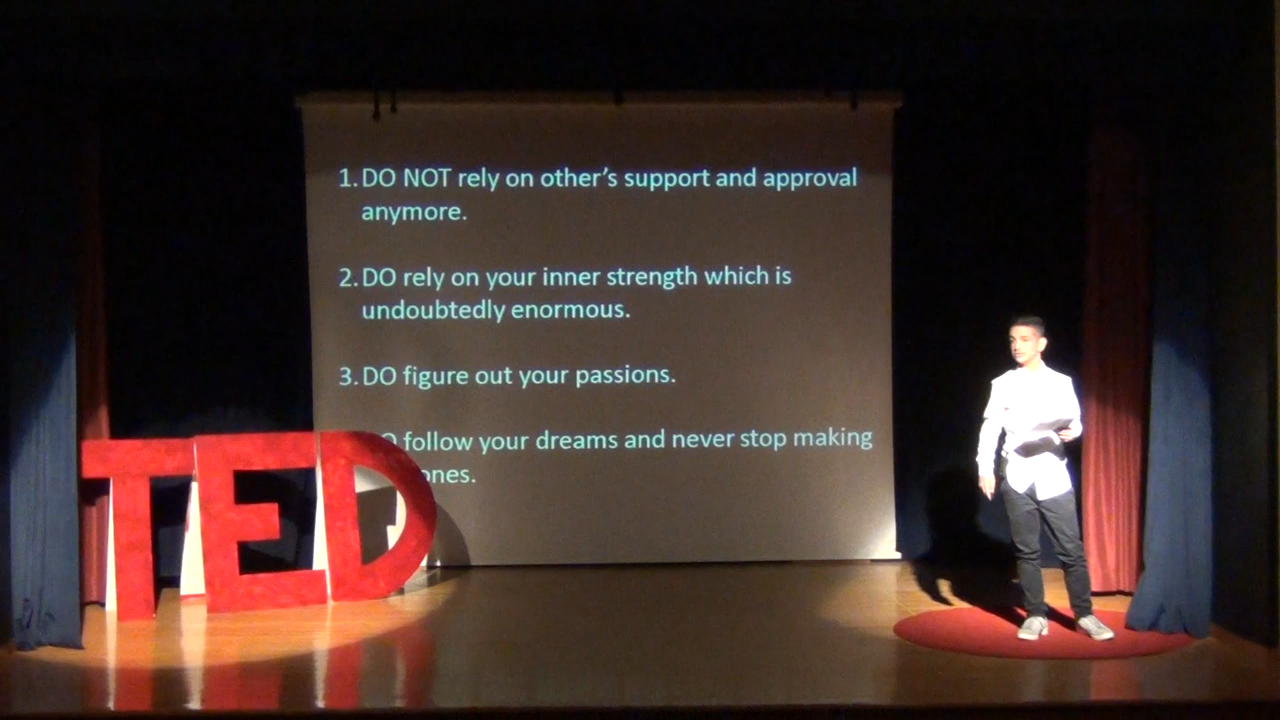 1. DO NOT rely on other’s support and approval
anymore.
2. DO rely on your inner strength which is
undoubtedly enormous.
3. DO figure out your passions.
follow your dreams and never stop making
ones.
TED